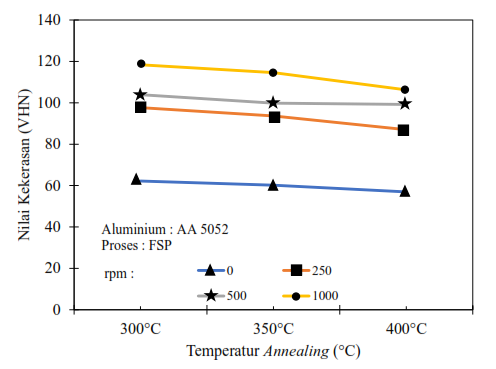 140
120
100
80
60
40
20
0
Nilai Kekerasan (VHN)
Aluminium : AA 5052
Proses : FSP
rpm :
0
250
500
1000
300°C
350°C
400°C
Temperatur Annealing (°C)